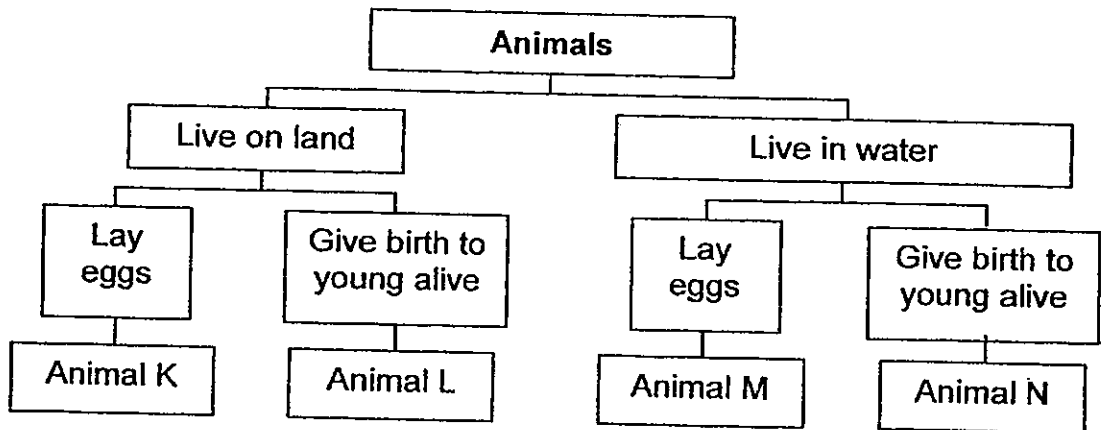 Animals
Live on land
Live in water
Lay
eggs
Give birth to
young alive
Lay
eggs
Give birth to
young alive
Animal K
Animal L
Animal M
Animal N